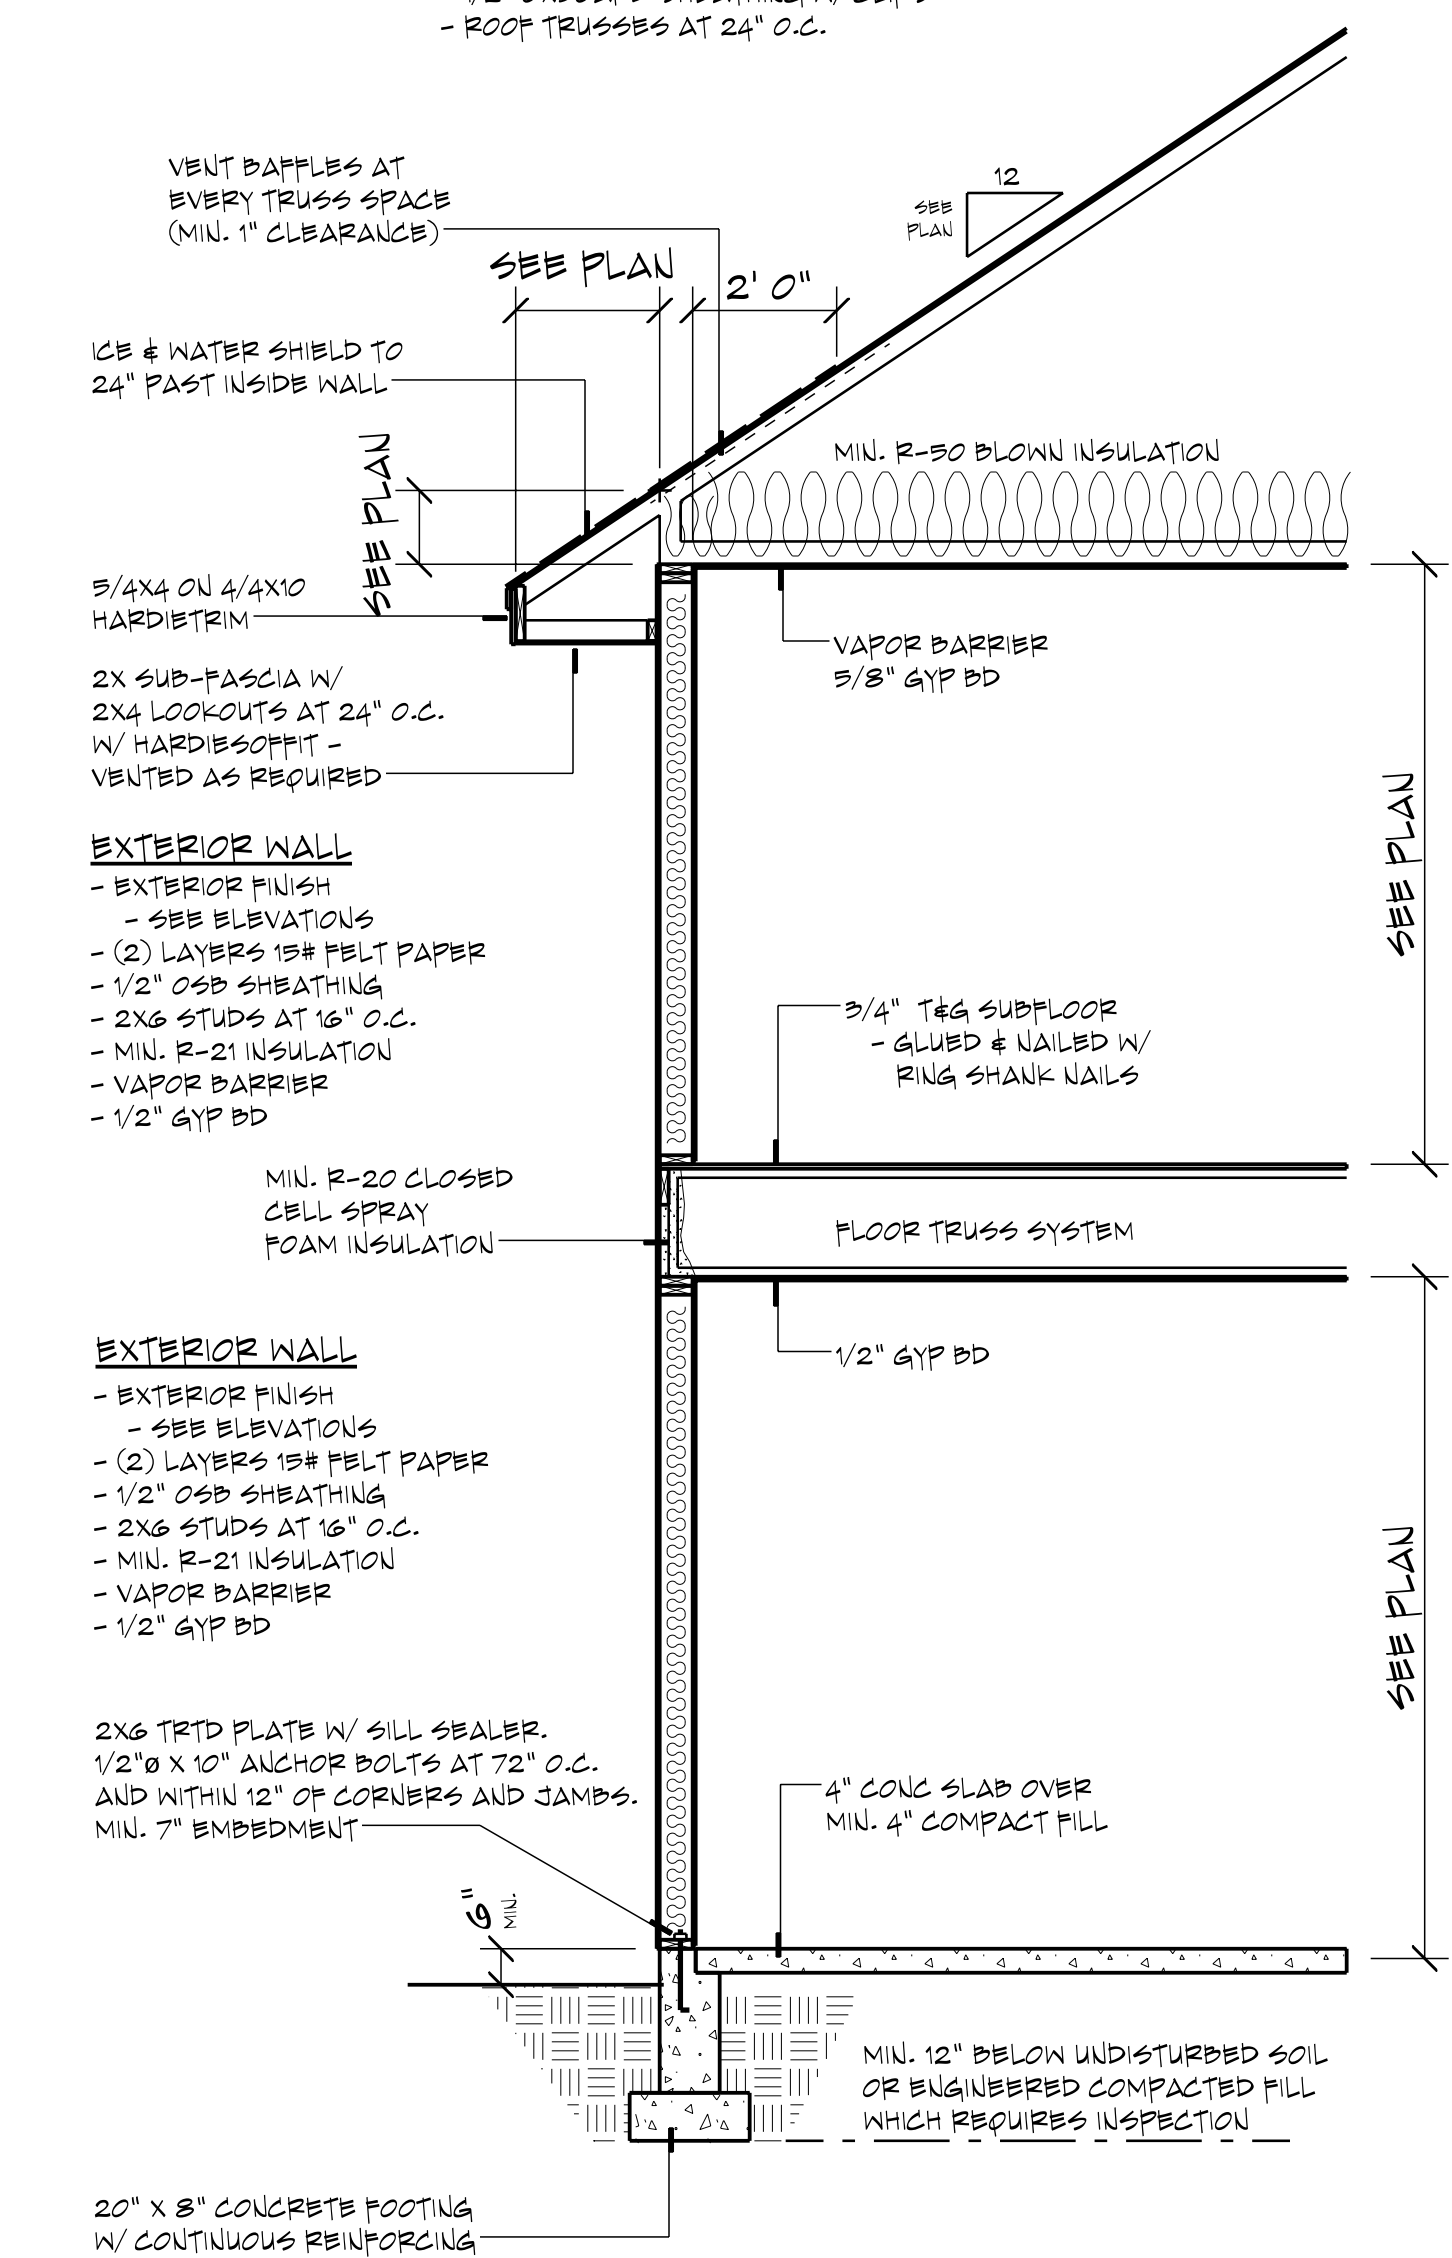 - ROOF TRUSSES AT 24" O.C.
VENT BAFFLES AT
EVERY TRUSS SPACE
(MIN. 1" CLEARANCE)
12
SEE
PLAN
SEE PLAN
2' 0"
ICE & WATER SHIELD TO
24" PAST INSIDE WALL
SEE PLAN
MIN. R-50 BLOWN INSULATION
5/4X4 ON 4/4X10
HARDIETRIM
VAPOR BARRIER
5/8" GYP BD
2X SUB-FASCIA W/
2X4 LOOKOUTS AT 24" O.C.
W/ HARDIESOFFIT -
VENTED AS REQUIRED
SEE PLAN
EXTERIOR WALL
- EXTERIOR FINISH
- SEE ELEVATIONS
- (2) LAYERS 15# FELT PAPER
- 1/2" OSB SHEATHING
- 2X6 STUDS AT 16" O.C.
- MIN. R-21 INSULATION
- VAPOR BARRIER
- 1/2" GYP BD
3/4" T&G SUBFLOOR
- GLUED & NAILED W/
RING SHANK NAILS
MIN. R-20 CLOSED
CELL SPRAY
FOAM INSULATION
FLOOR TRUSS SYSTEM
1/2" GYP BD
EXTERIOR WALL
- EXTERIOR FINISH
- SEE ELEVATIONS
- (2) LAYERS 15# FELT PAPER
- 1/2" OSB SHEATHING
- 2X6 STUDS AT 16" O.C.
- MIN. R-21 INSULATION
- VAPOR BARRIER
- 1/2" GYP BD
SEE PLAN
2X6 TRTD PLATE W/ SILL SEALER.
1/2"ø X 10" ANCHOR BOLTS AT 72" O.C.
AND WITHIN 12" OF CORNERS AND JAMBS.
MIN. 7" EMBEDMENT
4" CONC SLAB OVER
MIN. 4" COMPACT FILL
6"
MIN.
MIN. 12" BELOW UNDISTURBED SOIL
OR ENGINEERED COMPACTED FILL
WHICH REQUIRES INSPECTION
20" X 8" CONCRETE FOOTING
W/ CONTINUOUS REINFORCING